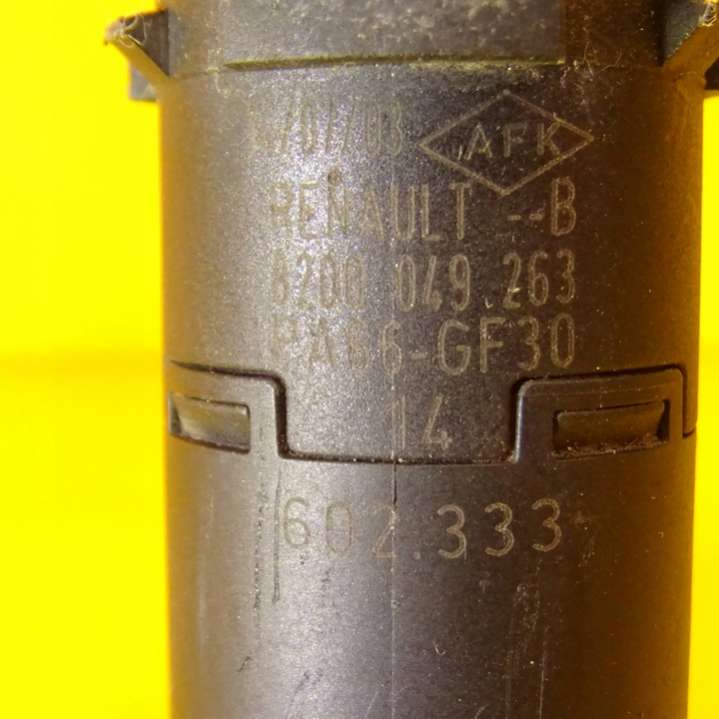 AFK
RENAULT --B
8200 049.263
PA66-GF30
14
602.333-